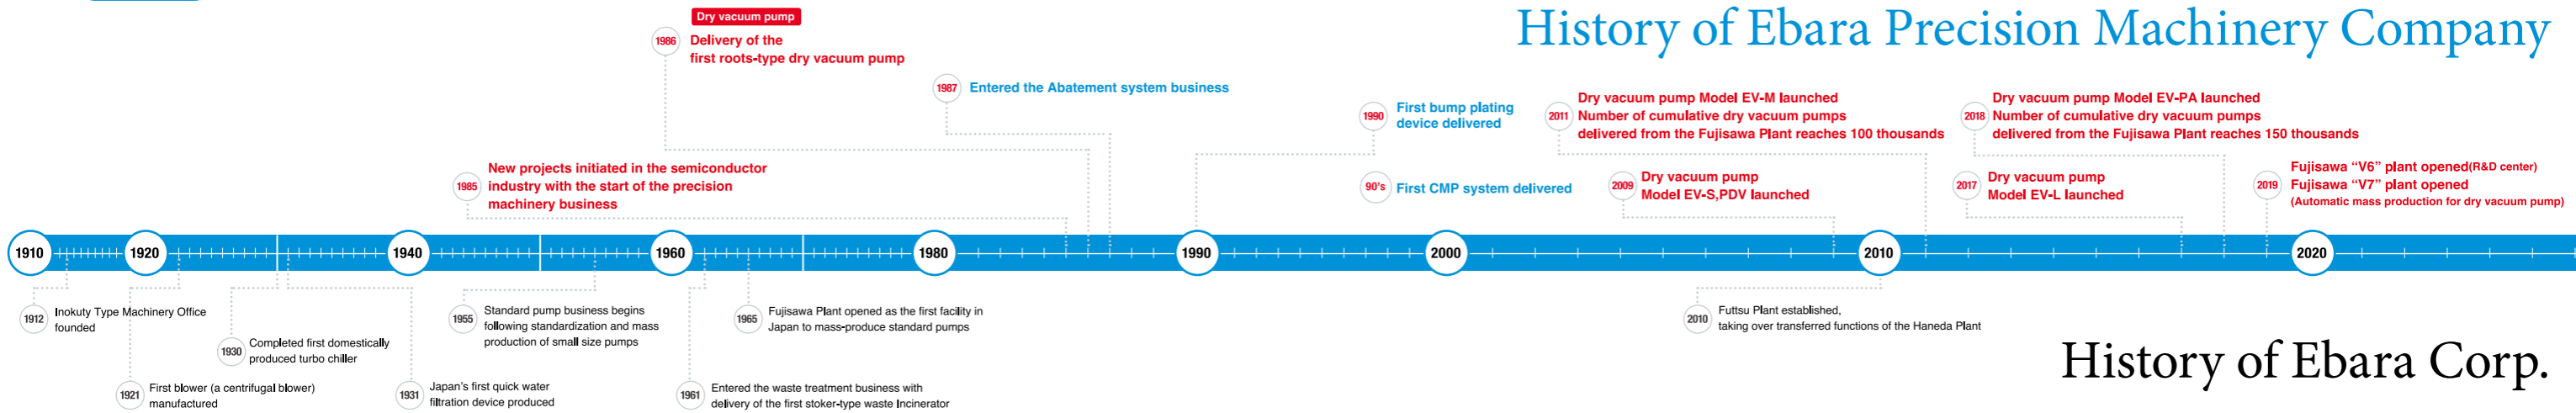 Dry vacuum pump
1986
Delivery of the
first roots-type dry vacuum pump
History of Ebara Precision Machinery Company
1987
Entered the Abatement system business
1985
New projects initiated in the semiconductor
industry with the start of the precision
machinery business
1990
First bump plating
device delivered
90's
First CMP system delivered
2011
Dry vacuum pump Model EV-M launched
Number of cumulative dry vacuum pumps
delivered from the Fujisawa Plant reaches 100 thousands
2009
Dry vacuum pump
Model EV-S,PDV launched
2018
Dry vacuum pump Model EV-PA launched
Number of cumulative dry vacuum pumps
delivered from the Fujisawa Plant reaches 150 thousands
2017
Dry vacuum pump
Model EV-L launched
2019
Fujisawa “V6” plant opened(R&D center)
Fujisawa “V7” plant opened
(Automatic mass production for dry vacuum pump)
1910
1920
1940
1960
1980
1990
2000
2010
2020
1912
Inokuty Type Machinery Office
founded
1921
First blower (a centrifugal blower)
manufactured
1930
Completed first domestically
produced turbo chiller
1931
Japan’s first quick water
filtration device produced
1955
Standard pump business begins
following standardization and mass
production of small size pumps
1961
Entered the waste treatment business with
delivery of the first stoker-type waste Incinerator
1965
Fujisawa Plant opened as the first facility in
Japan to mass-produce standard pumps
2010
Futtsu Plant established,
taking over transferred functions of the Haneda Plant
History of Ebara Corp.